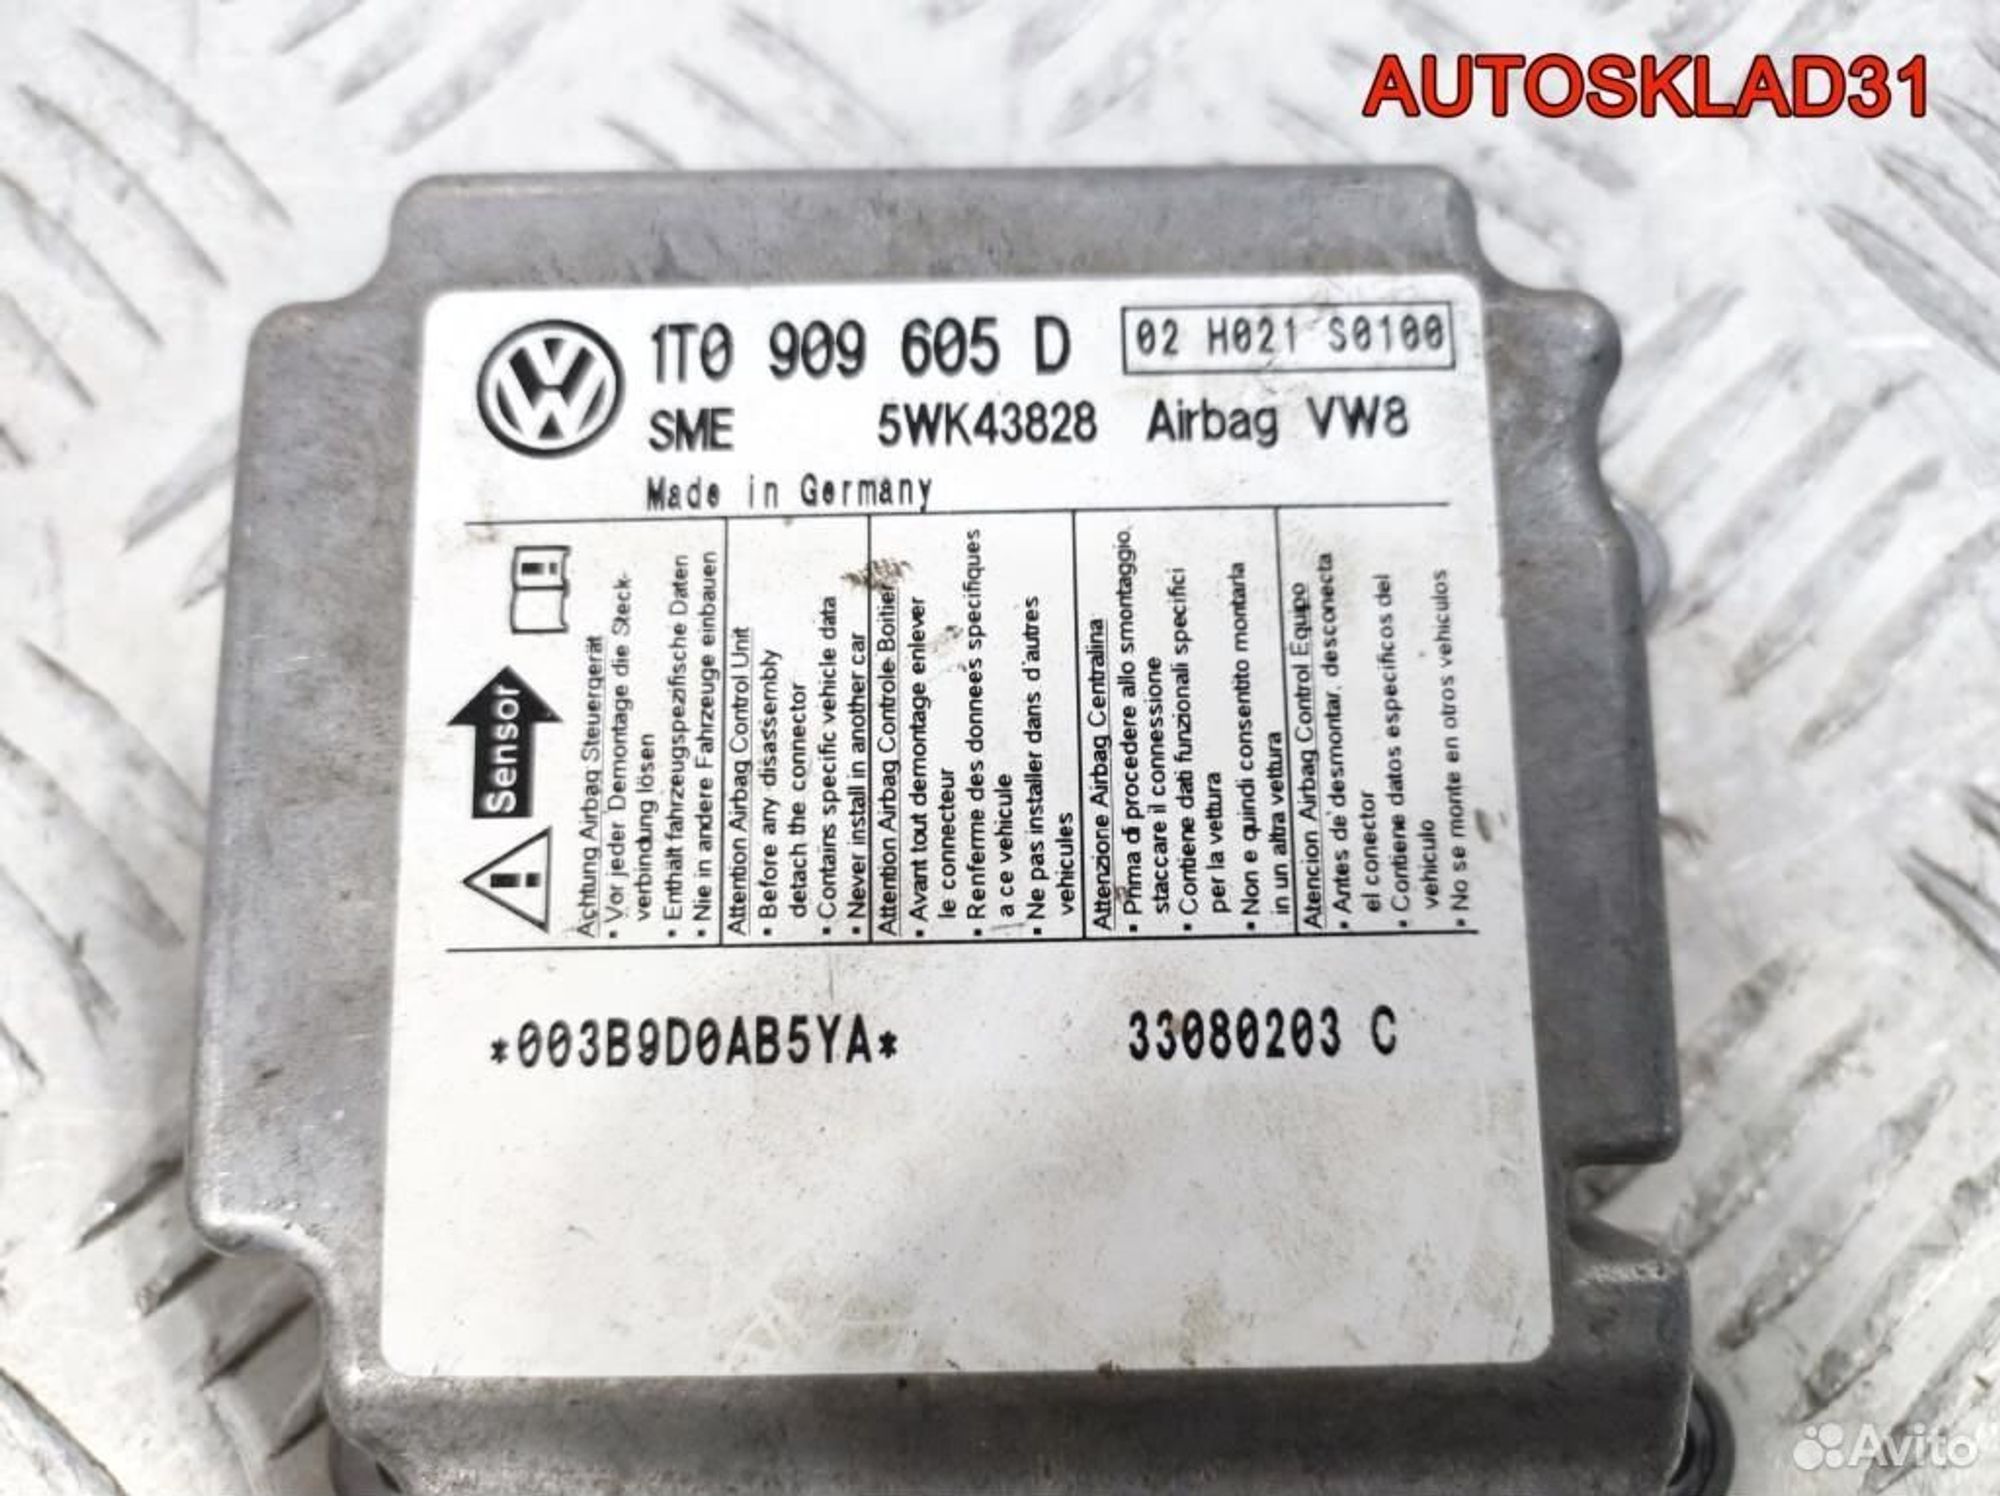 AUTOSKLAD31
1T0 909 605 D
02 H021 S0100
SME 5WK43828 Airbag VW8
Made in Germany
Sensor
Achtung Airbag Steuergerät
• Vor jeder Demontage die Steck-
verbindung lösen
• Enthält fahrzeugspezifische Daten
• Nie in andere Fahrzeuge einbauen
Attention Airbag Control Unit
• Before any disassembly
detach the connector
• Contains specific vehicle data
• Never install in another car
Attention Airbag Controle Boitier
• Avant tout demontage enlever
le connecteur
• Renferme des donnees specifiques
a ce vehicule
• Ne pas installer dans d'autres
vehicules
Attenzione Airbag Centralina
• Prima di procedere allo smontaggio,
staccare il connessione
• Contiene dati funzionali specifici
per la vettura
• Non e quindi consentito montarla
in un altra vettura
Atencion Airbag Control Equipo
• Antes de desmontar, desconecta
el conector
• Contiene datos especificos del
vehiculo
• No se monte en otros vehiculos
*003B9D0AB5YA* 33080203 C
Avito